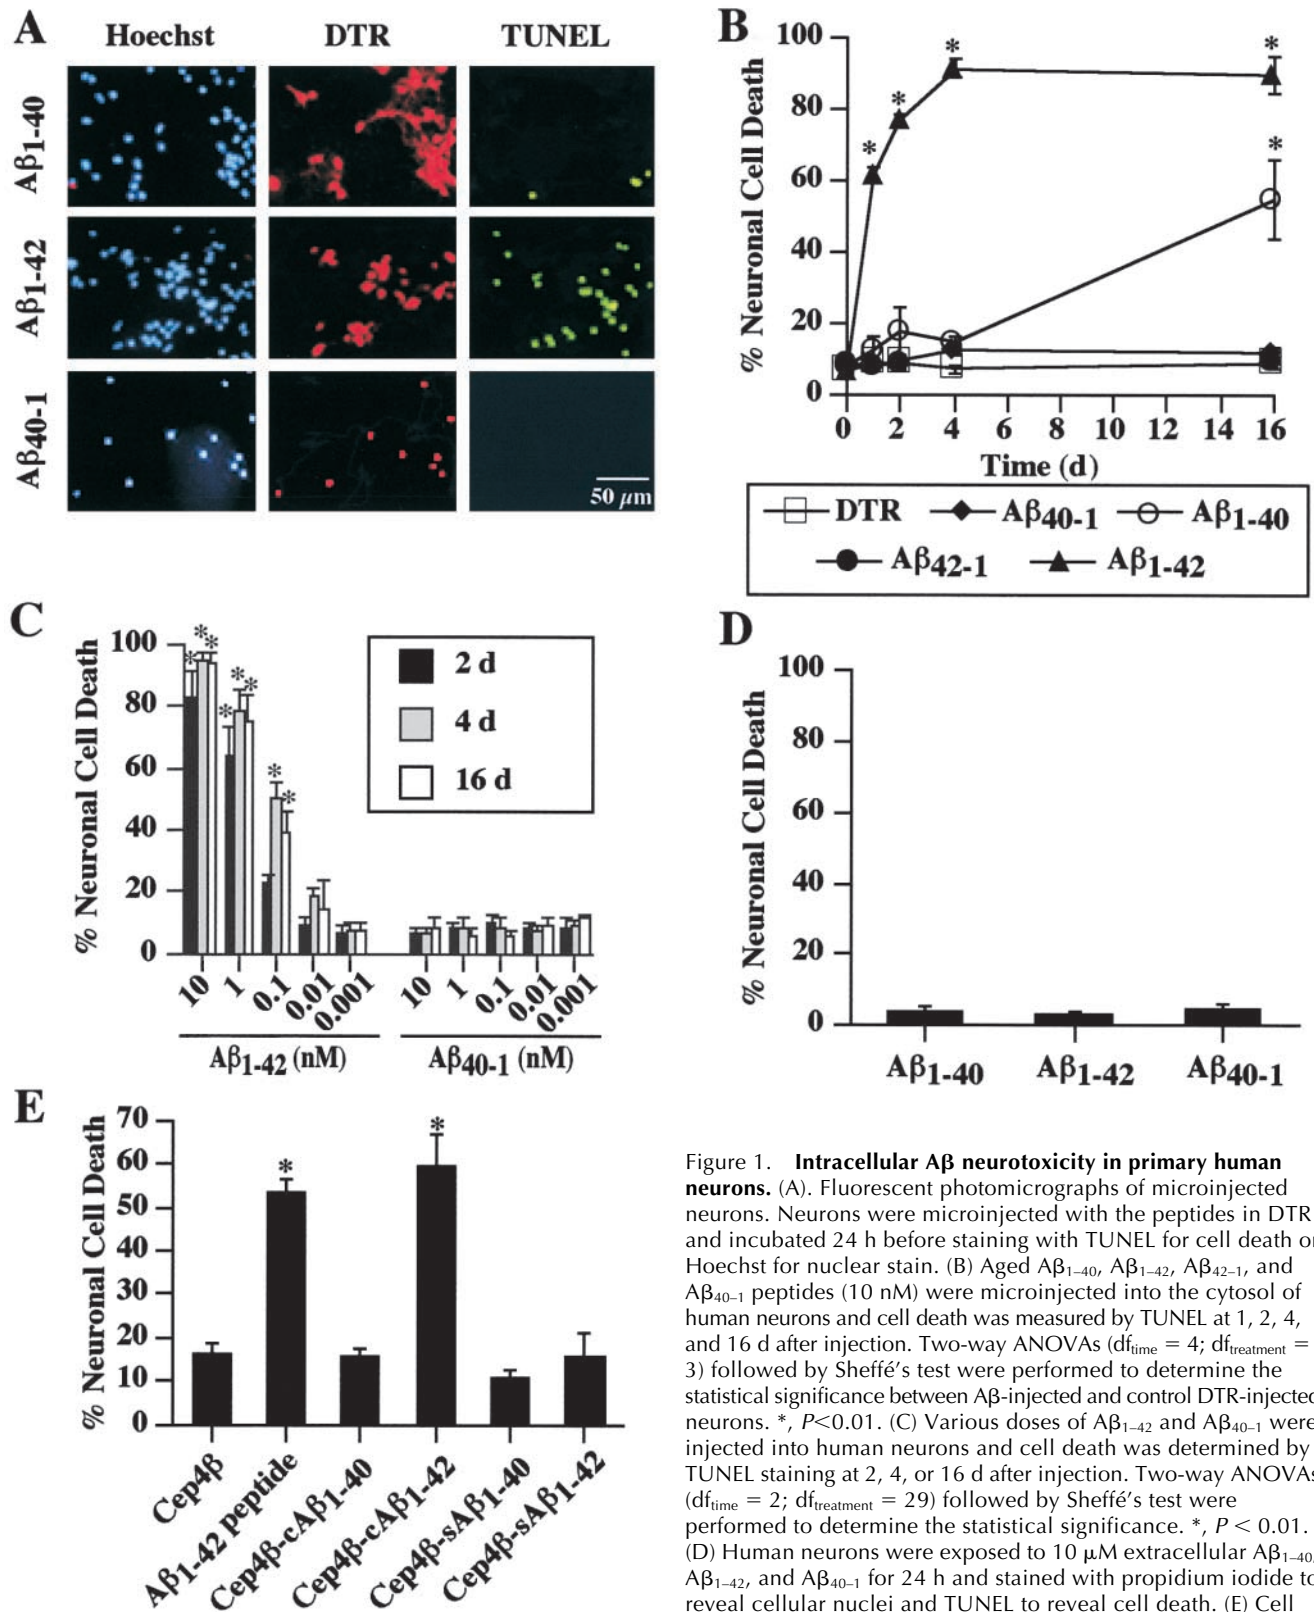 A
Hoechst DTR TUNEL
Aβ1-40
Aβ1-42
Aβ40-1
50 µm
B
% Neuronal Cell Death
100
80
60
40
20
0
0 2 4 6 8 10 12 14 16
Time (d)
* * * * * *
DTR Aβ40-1 Aβ1-40
Aβ42-1 Aβ1-42
C
% Neuronal Cell Death
100
80
60
40
20
0
* * * * * * * *
2 d
4 d
16 d
10 1 0.1 0.01 0.001 10 1 0.1 0.01 0.001
Aβ1-42 (nM) Aβ40-1 (nM)
D
% Neuronal Cell Death
100
80
60
40
20
0
Aβ1-40 Aβ1-42 Aβ40-1
E
% Neuronal Cell Death
70
60
50
40
30
20
10
0
* *
Cep4β Aβ1-42 peptide Cep4β-cAβ1-40 Cep4β-cAβ1-42 Cep4β-sAβ1-40 Cep4β-sAβ1-42
Figure 1. Intracellular Aβ neurotoxicity in primary human
neurons. (A). Fluorescent photomicrographs of microinjected
neurons. Neurons were microinjected with the peptides in DTR
and incubated 24 h before staining with TUNEL for cell death or
Hoechst for nuclear stain. (B) Aged Aβ1–40, Aβ1–42, Aβ42–1, and
Aβ40–1 peptides (10 nM) were microinjected into the cytosol of
human neurons and cell death was measured by TUNEL at 1, 2, 4,
and 16 d after injection. Two-way ANOVAs (dftime = 4; dftreatment =
3) followed by Sheffé's test were performed to determine the
statistical significance between Aβ-injected and control DTR-injected
neurons. *, P<0.01. (C) Various doses of Aβ1–42 and Aβ40–1 were
injected into human neurons and cell death was determined by
TUNEL staining at 2, 4, or 16 d after injection. Two-way ANOVAs
(dftime = 2; dftreatment = 29) followed by Sheffé's test were
performed to determine the statistical significance. *, P < 0.01.
(D) Human neurons were exposed to 10 µM extracellular Aβ1–40,
Aβ1–42, and Aβ40–1 for 24 h and stained with propidium iodide to
reveal cellular nuclei and TUNEL to reveal cell death. (E) Cell